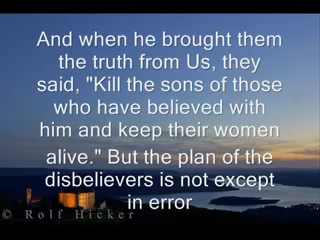 And when he brought them
the truth from Us, they
said, "Kill the sons of those
who have believed with
him and keep their women
alive." But the plan of the
disbelievers is not except
in error
© Rolf Hicker